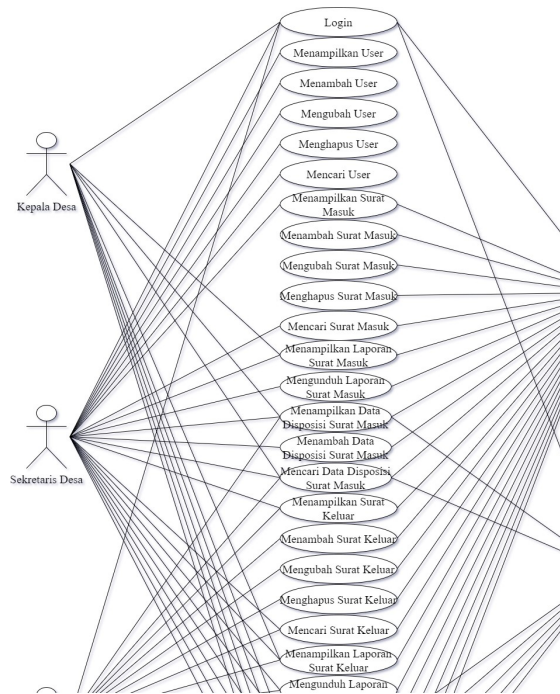 Login
Menampilkan User
Menambah User
Mengubah User
Menghapus User
Mencari User
Menampilkan Surat
Masuk
Menambah Surat Masuk
Mengubah Surat Masuk
Menghapus Surat Masuk
Mencari Surat Masuk
Menampilkan Laporan
Surat Masuk
Mengunduh Laporan
Surat Masuk
Menampilkan Data
Disposisi Surat Masuk
Menambah Data
Disposisi Surat Masuk
Mencari Data Disposisi
Surat Masuk
Menampilkan Surat
Keluar
Menambah Surat Keluar
Mengubah Surat Keluar
Menghapus Surat Keluar
Mencari Surat Keluar
Menampilkan Laporan
Surat Keluar
Mengunduh Laporan
Kepala Desa
Sekretaris Desa